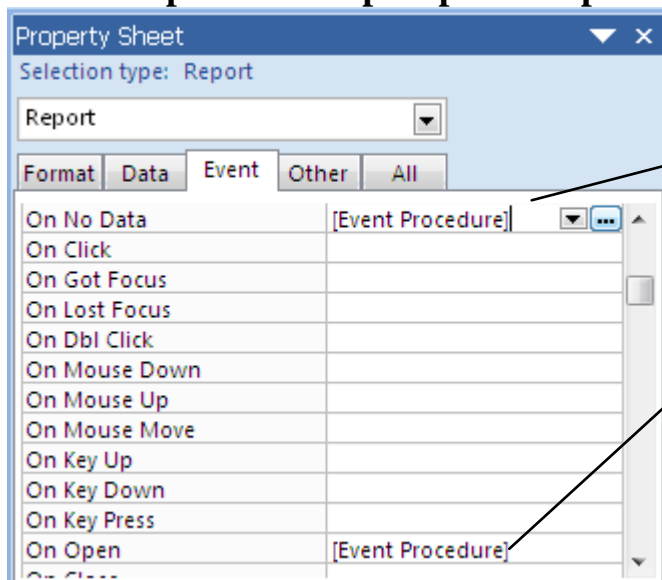 Property Sheet
Selection type: Report
Report
Format Data Event Other All
On No Data [Event Procedure]
On Click
On Got Focus
On Lost Focus
On Dbl Click
On Mouse Down
On Mouse Up
On Mouse Move
On Key Up
On Key Down
On Key Press
On Open [Event Procedure]